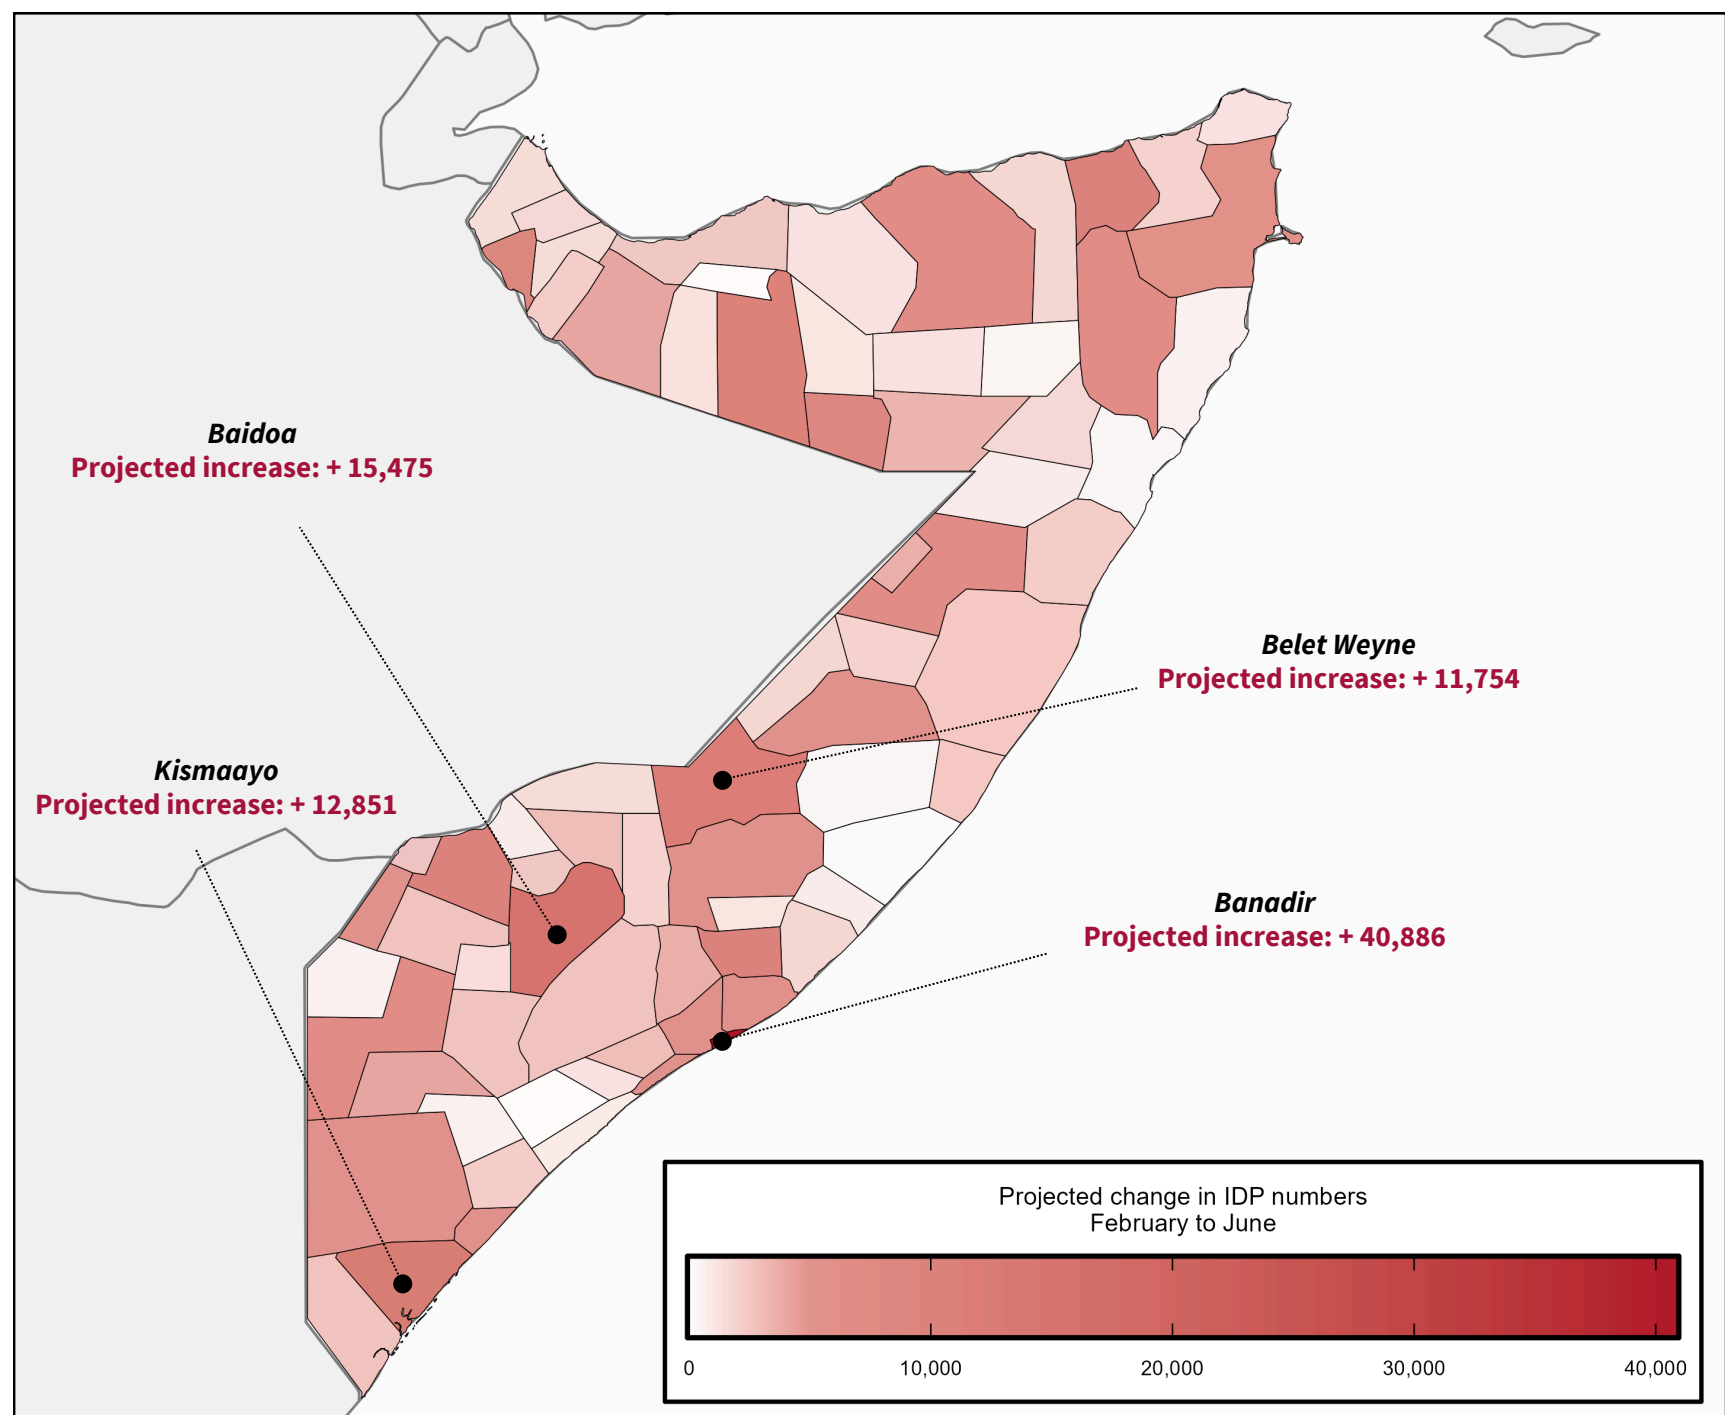 Baidoa
Projected increase: + 15,475
Belet Weyne
Projected increase: + 11,754
Kismaayo
Projected increase: + 12,851
Banadir
Projected increase: + 40,886
Projected change in IDP numbers
February to June
0 10,000 20,000 30,000 40,000